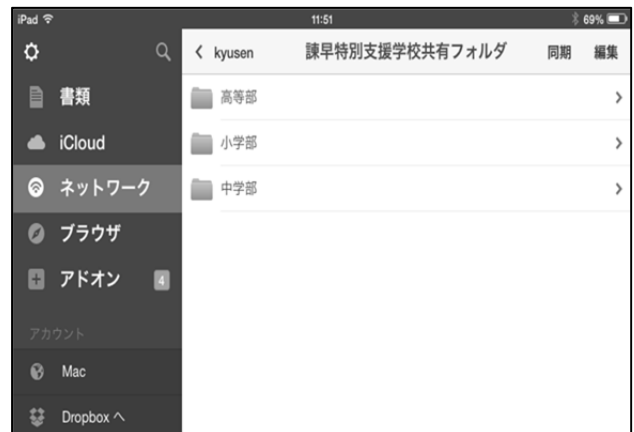 iPad 11:51 69%
kyusen 諫早特別支援学校共有フォルダ 同期 編集
書類
iCloud
ネットワーク
ブラウザ
アドオン 4
アカウント
Mac
Dropbox へ
高等部
小学部
中学部